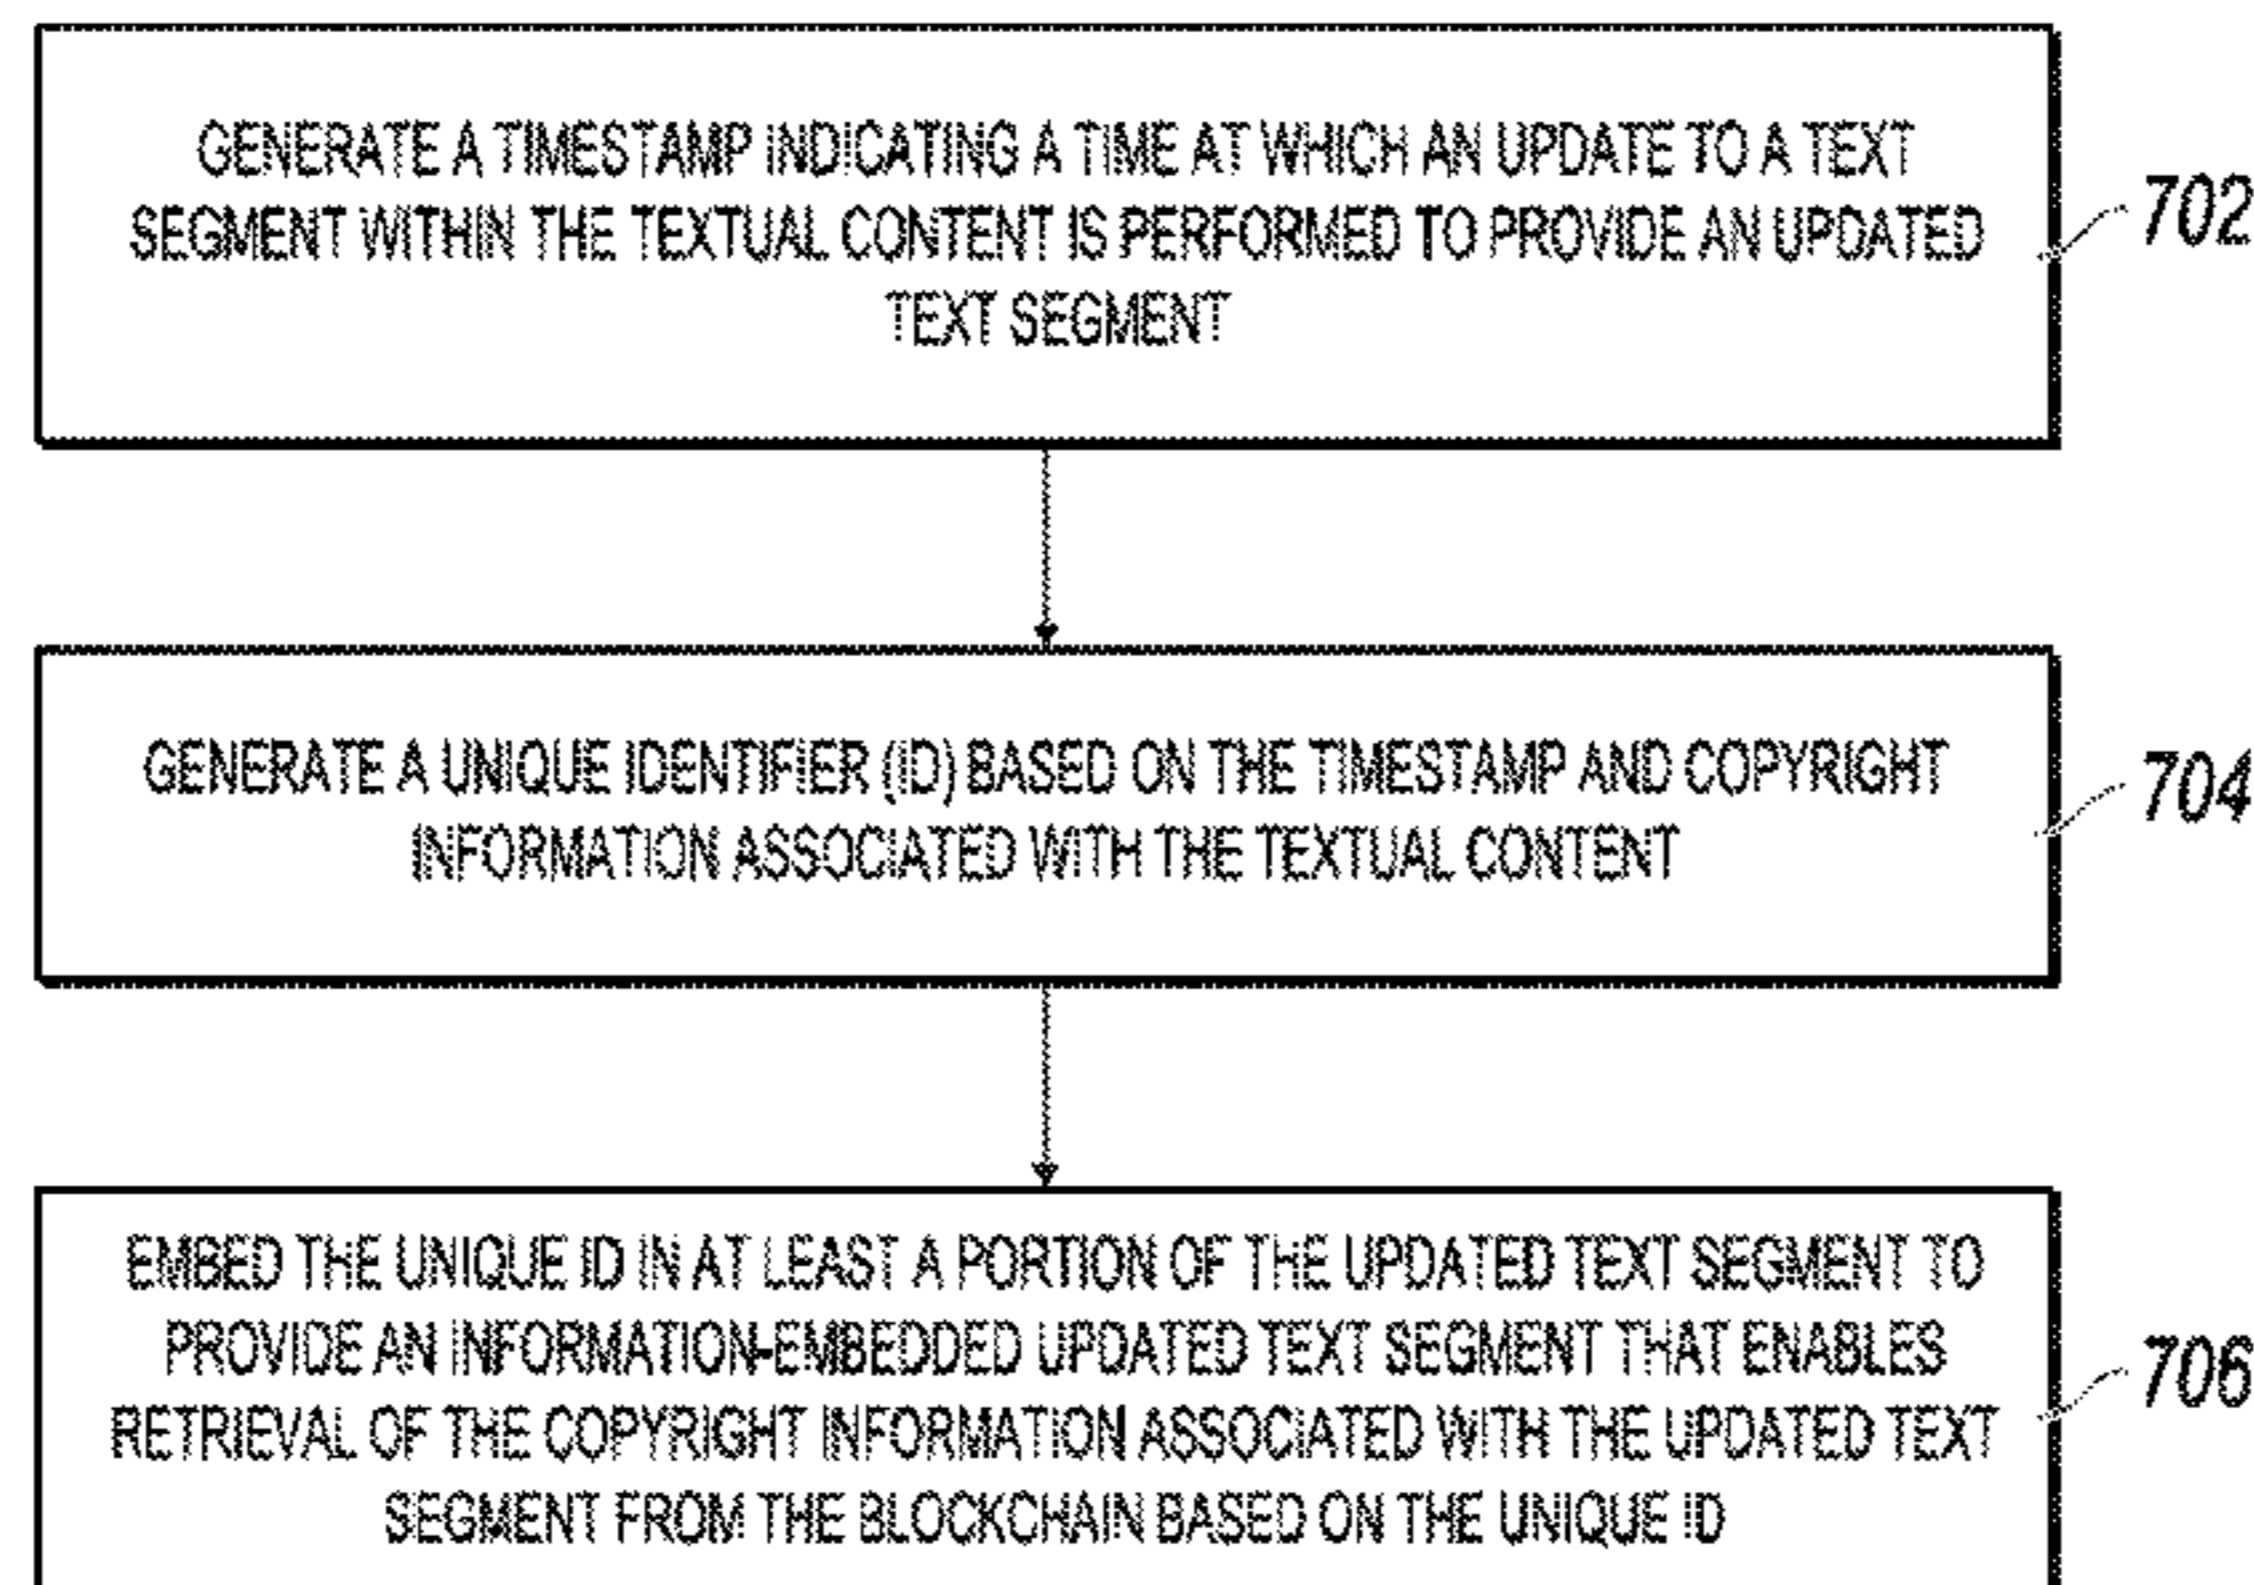 GENERATE A TIMESTAMP INDICATING A TIME AT WHICH AN UPDATE TO A TEXT
SEGMENT WITHIN THE TEXTUAL CONTENT IS PERFORMED TO PROVIDE AN UPDATED
TEXT SEGMENT
702
GENERATE A UNIQUE IDENTIFIER (ID) BASED ON THE TIMESTAMP AND COPYRIGHT
INFORMATION ASSOCIATED WITH THE TEXTUAL CONTENT
704
EMBED THE UNIQUE ID IN AT LEAST A PORTION OF THE UPDATED TEXT SEGMENT TO
PROVIDE AN INFORMATION-EMBEDDED UPDATED TEXT SEGMENT THAT ENABLES
RETRIEVAL OF THE COPYRIGHT INFORMATION ASSOCIATED WITH THE UPDATED TEXT
SEGMENT FROM THE BLOCKCHAIN BASED ON THE UNIQUE ID
706